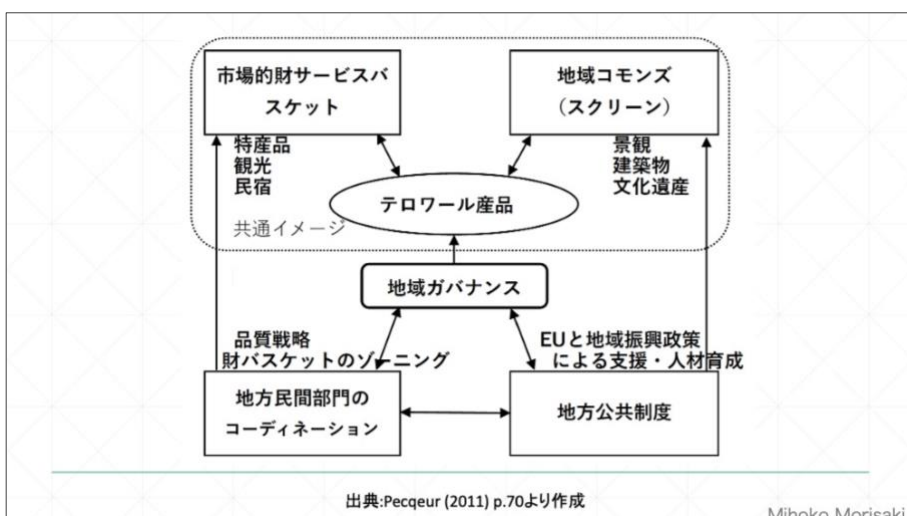 市場的財サービスバ
スケット
地域コモンズ
（スクリーン）
特産品
観光
民宿
景観
建築物
文化遺産
テロワール産品
共通イメージ
地域ガバナンス
品質戦略
財バスケットのゾーニング
EUと地域振興政策
による支援・人材育成
地方民間部門の
コーディネーション
地方公共制度
出典:Pecqeur (2011) p.70より作成
Mihoko Morisaki